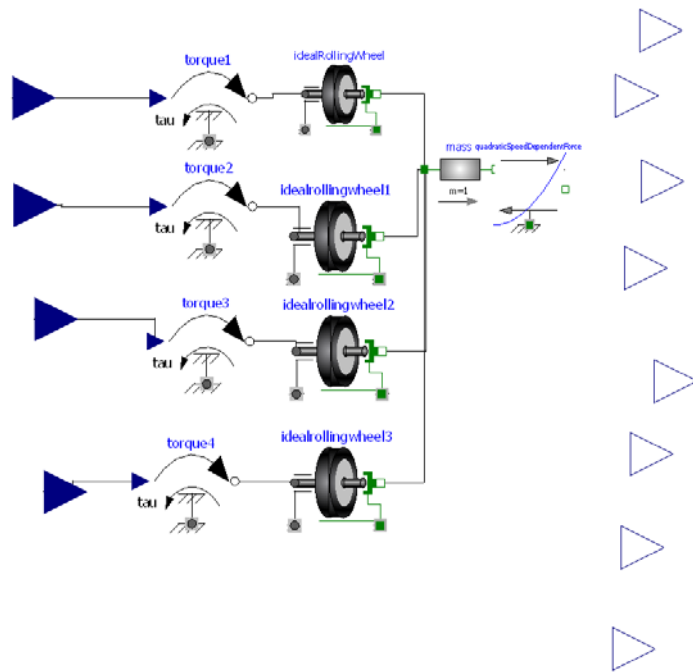 torque1
idealRollingWheel
tau
mass
quadraticSpeedDependentForce
m=1
torque2
idealrollingwheel1
tau
torque3
idealrollingwheel2
tau
torque4
idealrollingwheel3
tau